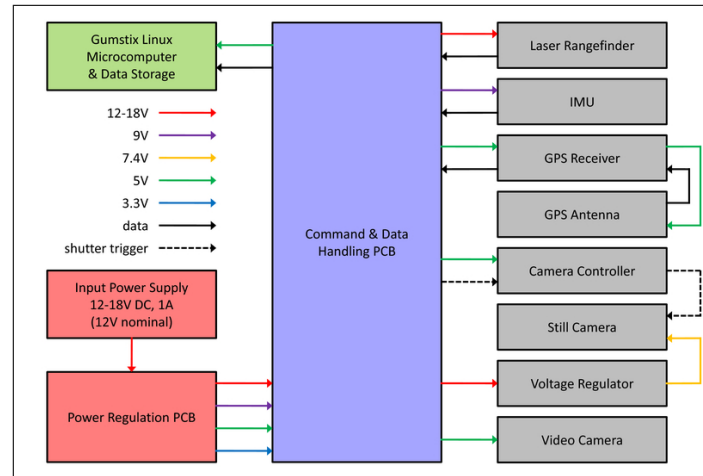 Gumstix Linux
Microcomputer
& Data Storage
12-18V
9V
7.4V
5V
3.3V
data
shutter trigger
Input Power Supply
12-18V DC, 1A
(12V nominal)
Power Regulation PCB
Command & Data
Handling PCB
Laser Rangefinder
IMU
GPS Receiver
GPS Antenna
Camera Controller
Still Camera
Voltage Regulator
Video Camera